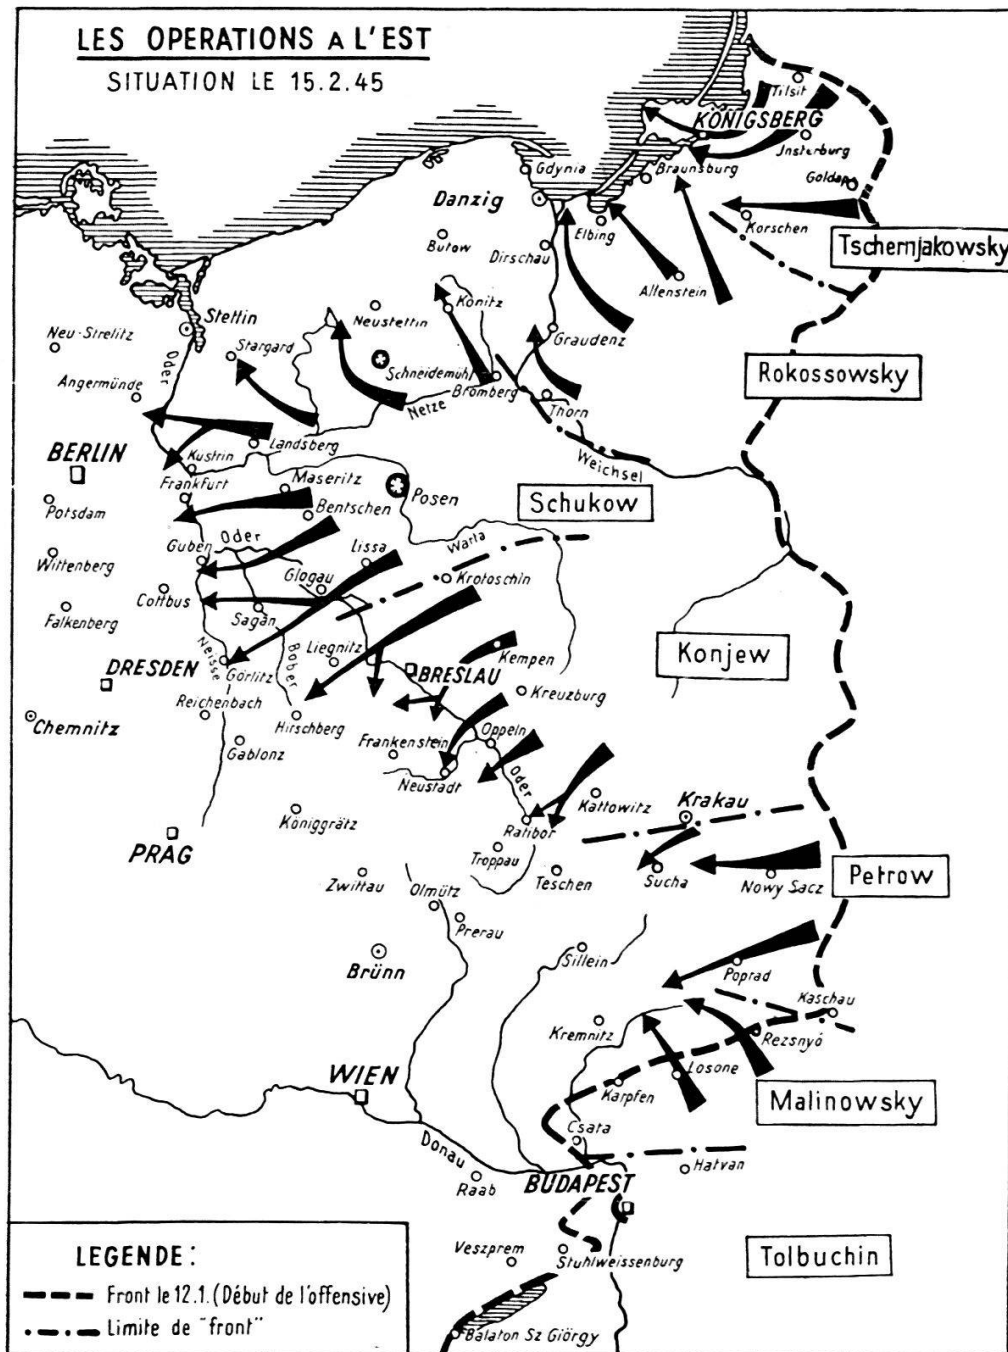 LES OPERATIONS A L'EST
SITUATION LE 15.2.45
Tilsit
KÖNIGSBERG
Jnsterburg
Gdynia
Braunsburg
Goldap
Danzig
Elbing
Korschen
Butow
Dirschau
Tschernjakowsky
Allenstein
Könitz
Stettin
Neustettin
Neu-Strelitz
Oder
Stargard
Graudenz
Schneidemühl
Rokossowsky
Angermünde
Bromberg
Netze
Thorn
Landsberg
BERLIN
Kustrin
Weichsel
Maseritz
Frankfurt
Posen
Schukow
Potsdam
Bentschen
Oder
Guben
Lissa
Warta
Wittenberg
Glogau
Krotoschin
Cottbus
Sagan
Falkenberg
Neisse
Bober
Liegnitz
Kempen
Konjew
DRESDEN
Görlitz
BRESLAU
Kreuzburg
Reichenbach
Chemnitz
Hirschberg
Gablonz
Frankenstein
Oppeln
Neustadt
Oder
Kattowitz
Krakau
Königgrätz
Ratibor
PRAG
Troppau
Zwittau
Teschen
Sucha
Nowy Sacz
Petrow
Olmütz
Prerau
Brünn
Sillein
Poprad
Kaschau
Kremnitz
Rezsnyó
WIEN
Losone
Karpfen
Malinowsky
Csata
Donau
Hatvan
Raab
BUDAPEST
LEGENDE:
Veszprem
Stuhlweissenburg
Tolbuchin
Front le 12.1. (Début de l'offensive)
Limite de "front"
Balaton Sz Giörgy